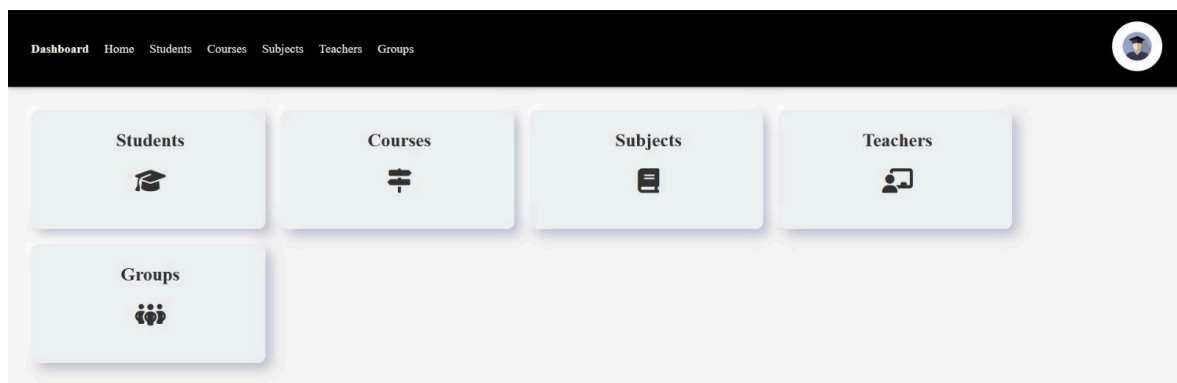 Dashboard Home Students Courses Subjects Teachers Groups
Students
Courses
Subjects
Teachers
Groups